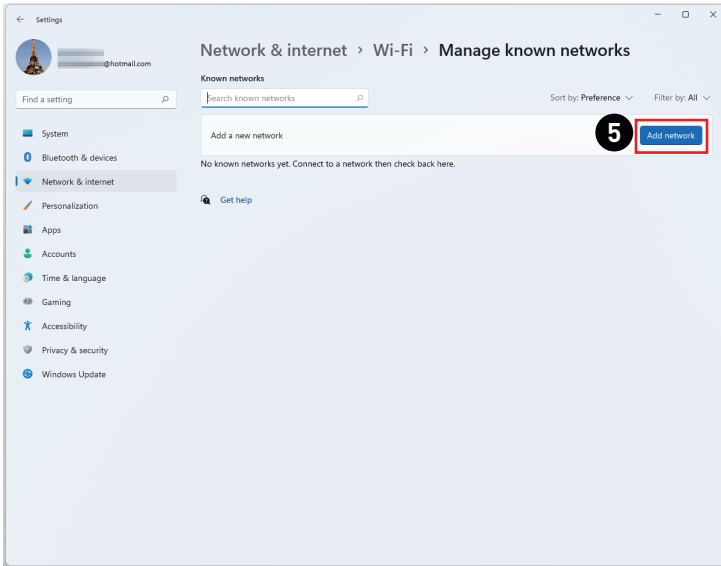 Settings
@hotmail.com
Network & internet > Wi-Fi > Manage known networks
Known networks
Find a setting
Search known networks
Sort by: Preference
Filter by: All
System
Add a new network
5
Add network
Bluetooth & devices
No known networks yet. Connect to a network then check back here.
Network & internet
Get help
Personalization
Apps
Accounts
Time & language
Gaming
Accessibility
Privacy & security
Windows Update